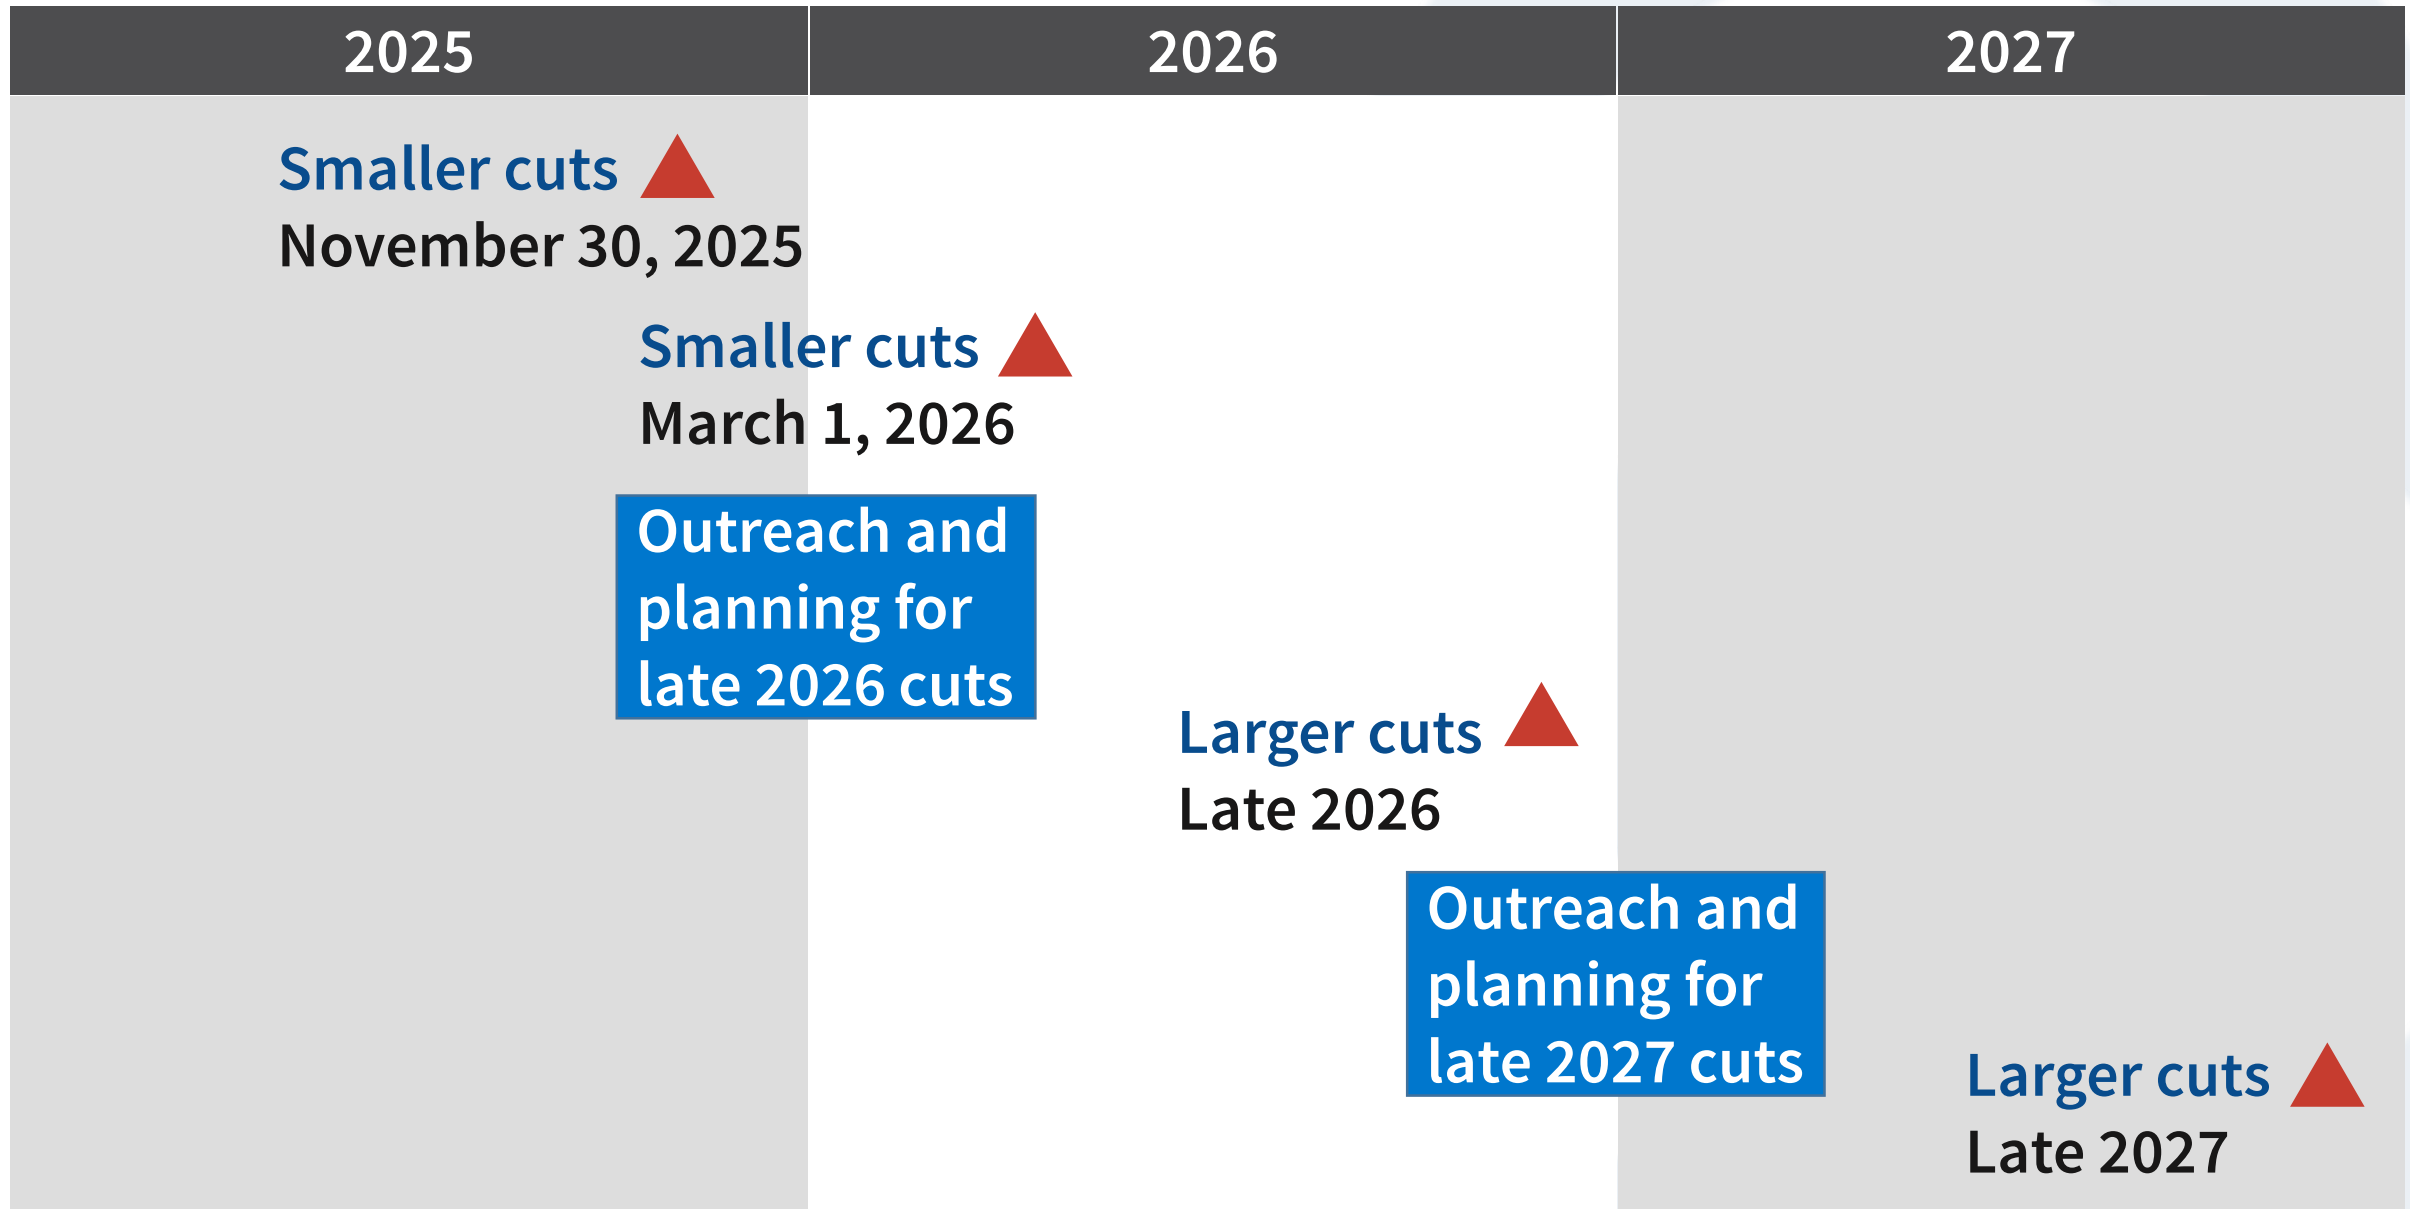 2025
2026
2027
Smaller cuts
November 30, 2025
Smaller cuts
March 1, 2026
Outreach and
planning for
late 2026 cuts
Larger cuts
Late 2026
Outreach and
planning for
late 2027 cuts
Larger cuts
Late 2027